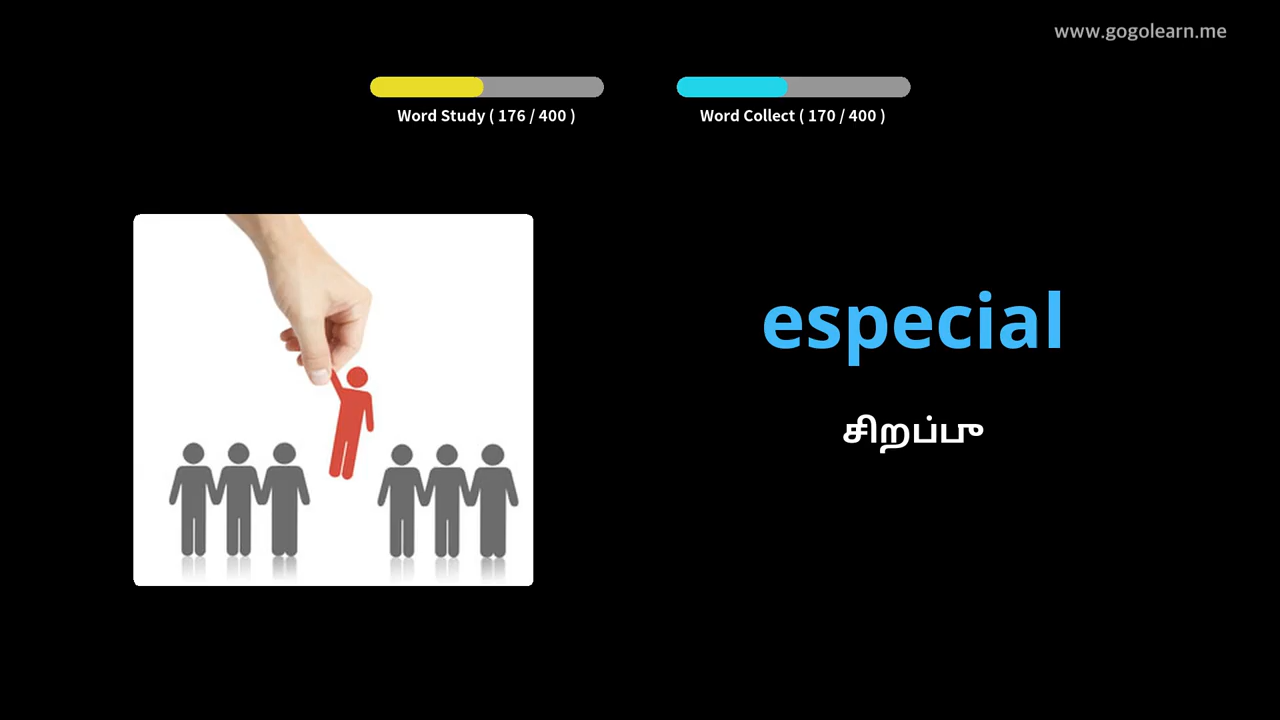 www.gogolearn.me
Word Study ( 176 / 400 )
Word Collect ( 170 / 400 )
especial
சிறப்பு